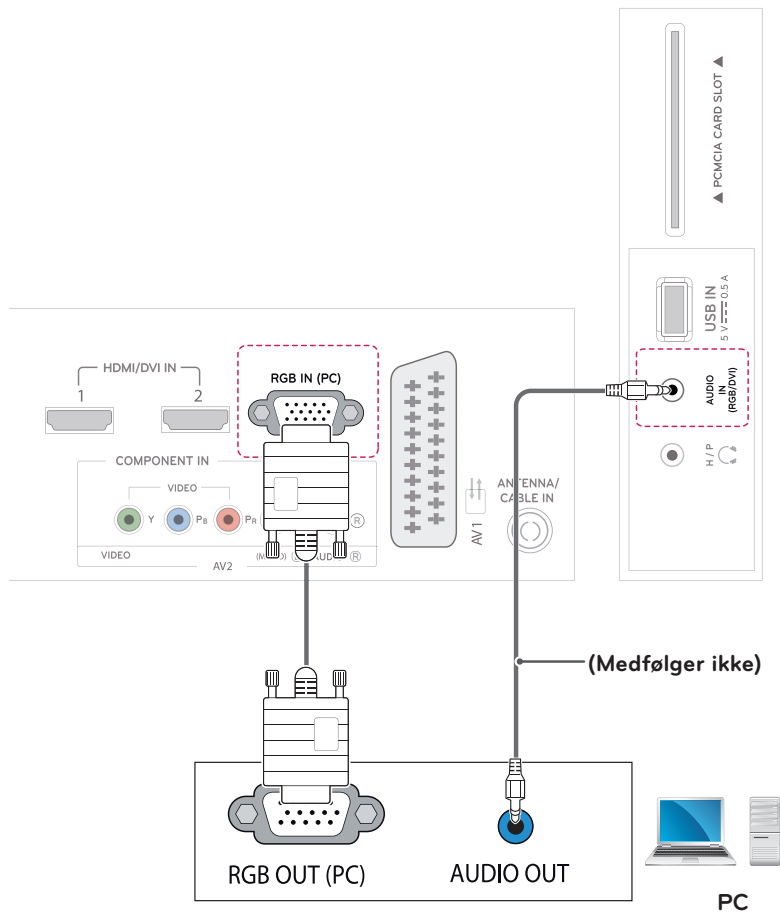 PCMCIA CARD SLOT
USB IN
5 V 0.5 A
AUDIO
IN
(RGB/DVI)
H / P
HDMI/DVI IN
1
2
RGB IN (PC)
COMPONENT IN
VIDEO
Y
PB
PR
R
VIDEO
R
AV2
AV1
ANTENNA/
CABLE IN
(Medfølger ikke)
RGB OUT (PC)
AUDIO OUT
PC